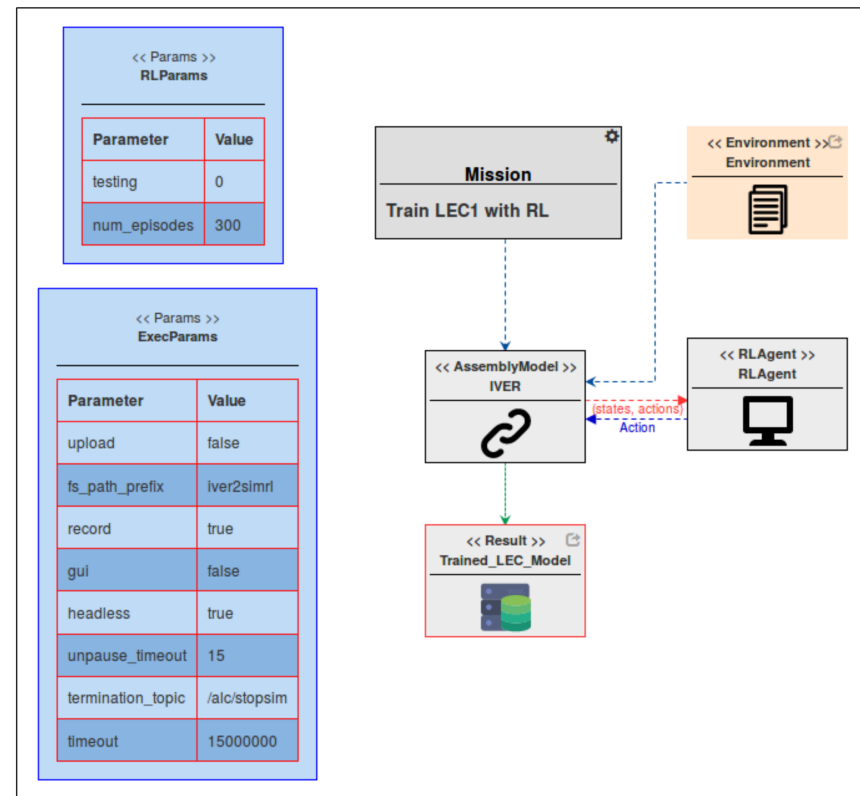 << Params >>
RLParams
Parameter Value
testing 0
num_episodes 300
<< Params >>
ExecParams
Parameter Value
upload false
fs_path_prefix iver2simrl
record true
gui false
headless true
unpause_timeout 15
termination_topic /alc/stopsim
timeout 15000000
Mission
Train LEC1 with RL
<< Environment >>
Environment
<< AssemblyModel >>
IVER
(states, actions)
Action
<< RLAgent >>
RLAgent
<< Result >>
Trained_LEC_Model